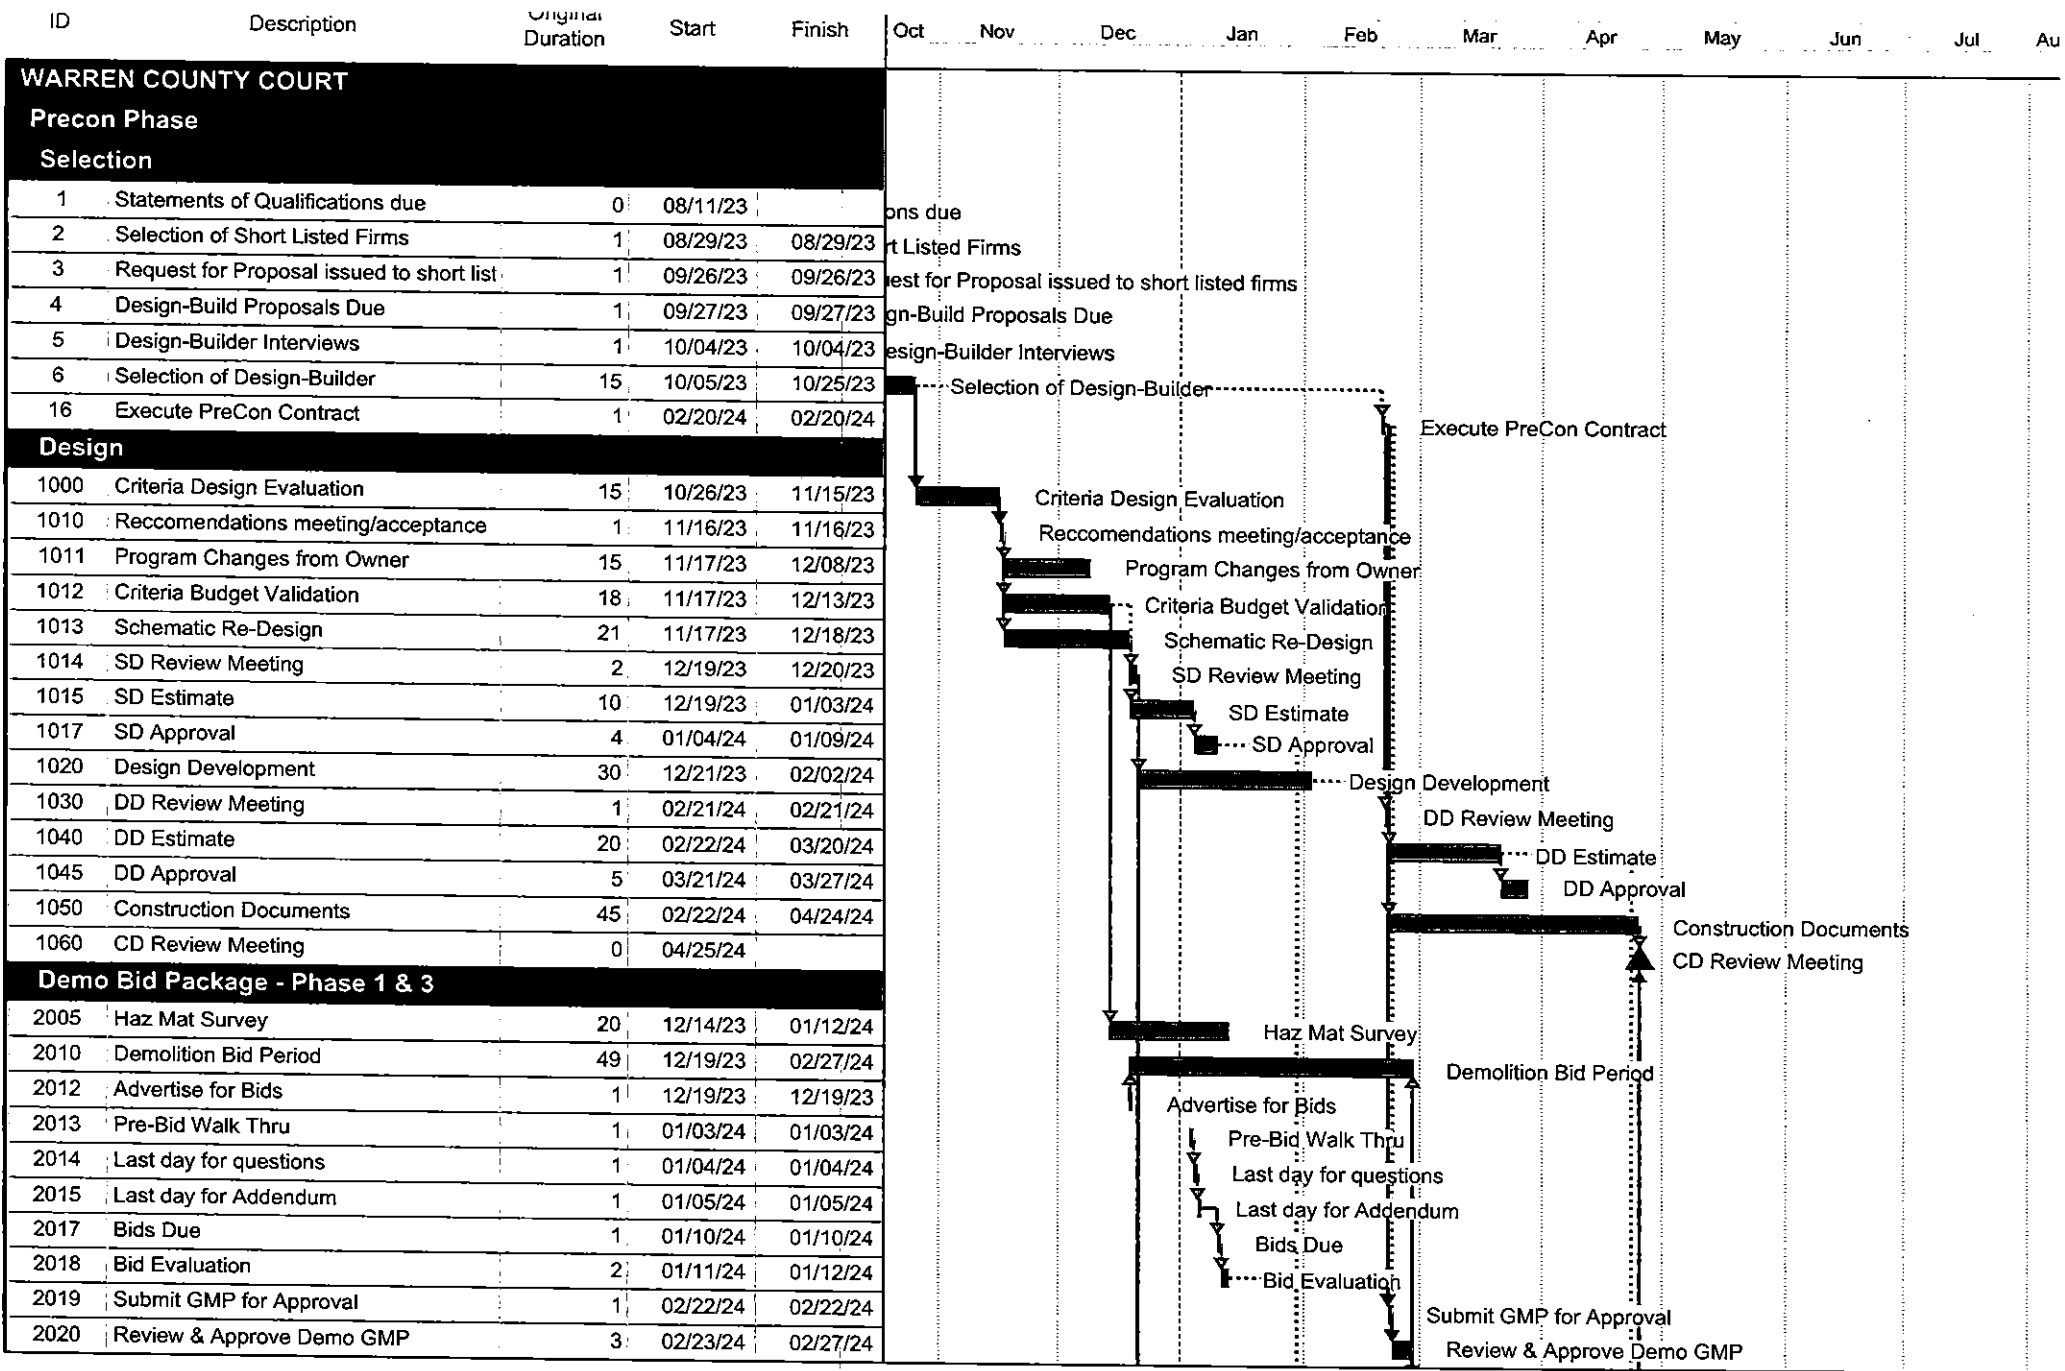 ID Description Original Duration Start Finish Oct Nov Dec Jan Feb Mar Apr May Jun Jul Au
WARREN COUNTY COURT
Precon Phase
Selection
1 Statements of Qualifications due 0 08/11/23 ons due
2 Selection of Short Listed Firms 1 08/29/23 08/29/23 rt Listed Firms
3 Request for Proposal issued to short list 1 09/26/23 09/26/23 est for Proposal issued to short listed firms
4 Design-Build Proposals Due 1 09/27/23 09/27/23 gn-Build Proposals Due
5 Design-Builder Interviews 1 10/04/23 10/04/23 esign-Builder Interviews
6 Selection of Design-Builder 15 10/05/23 10/25/23 Selection of Design-Builder
16 Execute PreCon Contract 1 02/20/24 02/20/24 Execute PreCon Contract
Design
1000 Criteria Design Evaluation 15 10/26/23 11/15/23 Criteria Design Evaluation
1010 Reccomendations meeting/acceptance 1 11/16/23 11/16/23 Reccomendations meeting/acceptance
1011 Program Changes from Owner 15 11/17/23 12/08/23 Program Changes from Owner
1012 Criteria Budget Validation 18 11/17/23 12/13/23 Criteria Budget Validation
1013 Schematic Re-Design 21 11/17/23 12/18/23 Schematic Re-Design
1014 SD Review Meeting 2 12/19/23 12/20/23 SD Review Meeting
1015 SD Estimate 10 12/19/23 01/03/24 SD Estimate
1017 SD Approval 4 01/04/24 01/09/24 SD Approval
1020 Design Development 30 12/21/23 02/02/24 Design Development
1030 DD Review Meeting 1 02/21/24 02/21/24 DD Review Meeting
1040 DD Estimate 20 02/22/24 03/20/24 DD Estimate
1045 DD Approval 5 03/21/24 03/27/24 DD Approval
1050 Construction Documents 45 02/22/24 04/24/24 Construction Documents
1060 CD Review Meeting 0 04/25/24 CD Review Meeting
Demo Bid Package - Phase 1 & 3
2005 Haz Mat Survey 20 12/14/23 01/12/24 Haz Mat Survey
2010 Demolition Bid Period 49 12/19/23 02/27/24 Demolition Bid Period
2012 Advertise for Bids 1 12/19/23 12/19/23 Advertise for Bids
2013 Pre-Bid Walk Thru 1 01/03/24 01/03/24 Pre-Bid Walk Thru
2014 Last day for questions 1 01/04/24 01/04/24 Last day for questions
2015 Last day for Addendum 1 01/05/24 01/05/24 Last day for Addendum
2017 Bids Due 1 01/10/24 01/10/24 Bids Due
2018 Bid Evaluation 2 01/11/24 01/12/24 Bid Evaluation
2019 Submit GMP for Approval 1 02/22/24 02/22/24 Submit GMP for Approval
2020 Review & Approve Demo GMP 3 02/23/24 02/27/24 Review & Approve Demo GMP